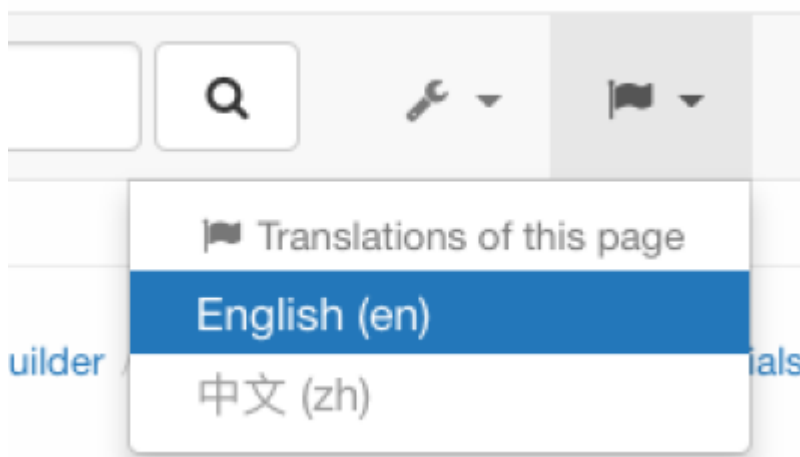 Translations of this page
English (en)
uilder /
ials
中文 (zh)